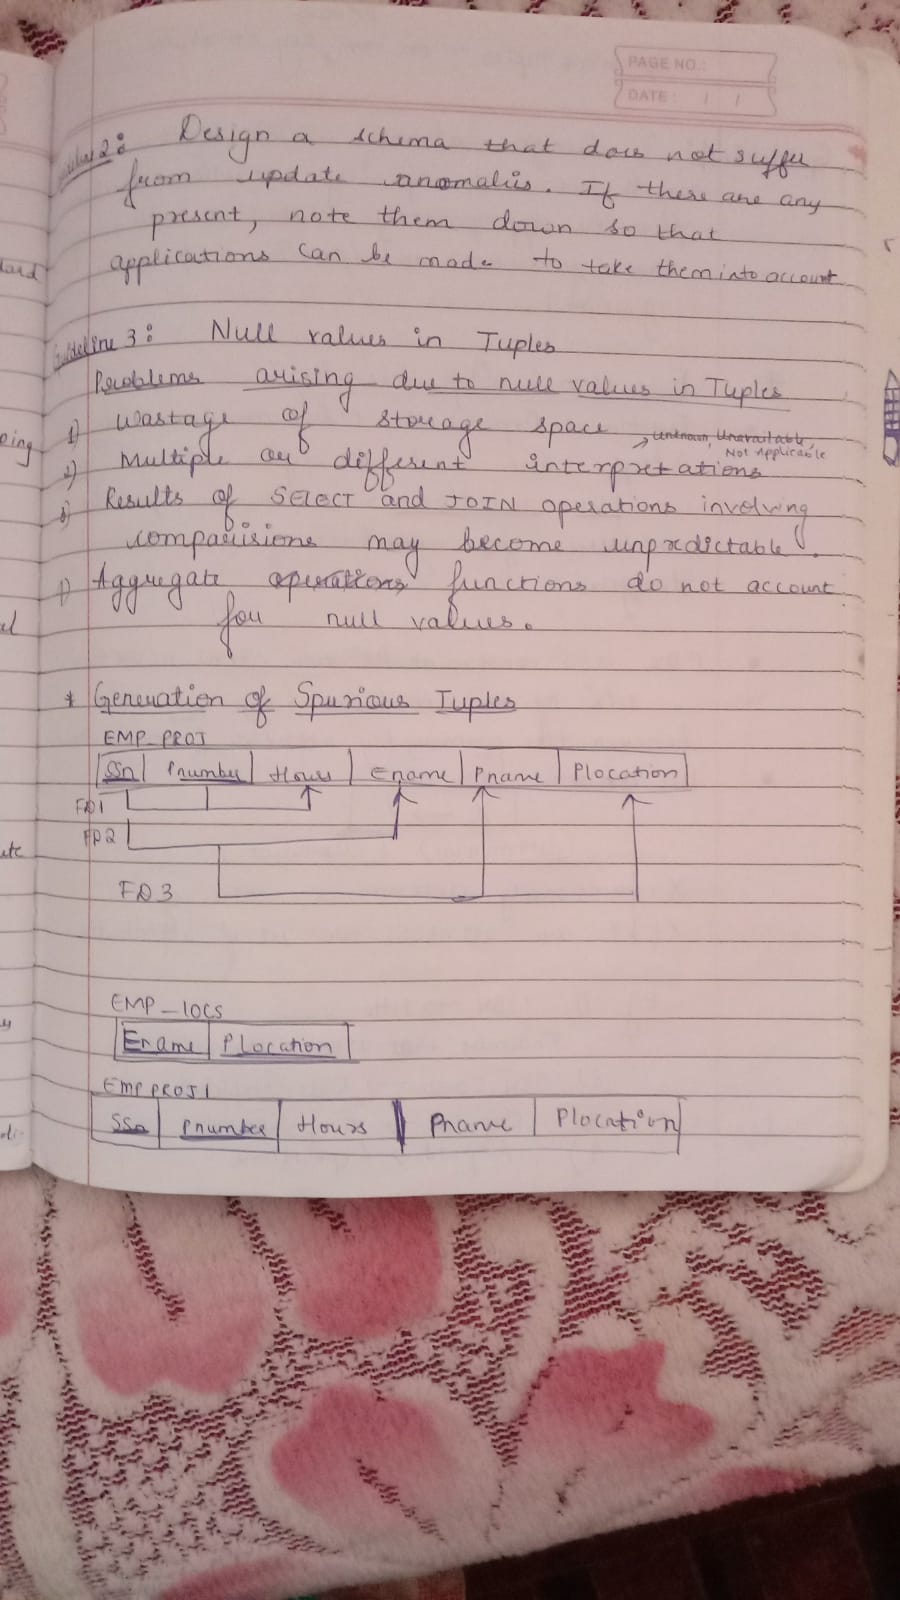 PAGE NO.:
DATE: / /
2: Design a schema that does not suffer
from update anomalies. If there are any
present, note them down so that
applications can be made to take them into account
Guideline 3: Null values in Tuples
Problems arising due to null values in Tuples
1) Wastage of storage space
→ Unknown, Unavailable,
Not Applicable
2) Multiple or different interpretations
3) Results of SELECT and JOIN operations involving
comparisions may become unpredictable.
4) Aggregate operations functions do not account
for null values.
* Generation of Spurious Tuples
EMP_PROJ
Ssn Pnumber Hours Ename Pname Plocation
FD1
FD2
FD3
EMP_LOCS
Ename Plocation
EMP PROJ1
SSn Pnumber Hours Pname Plocation